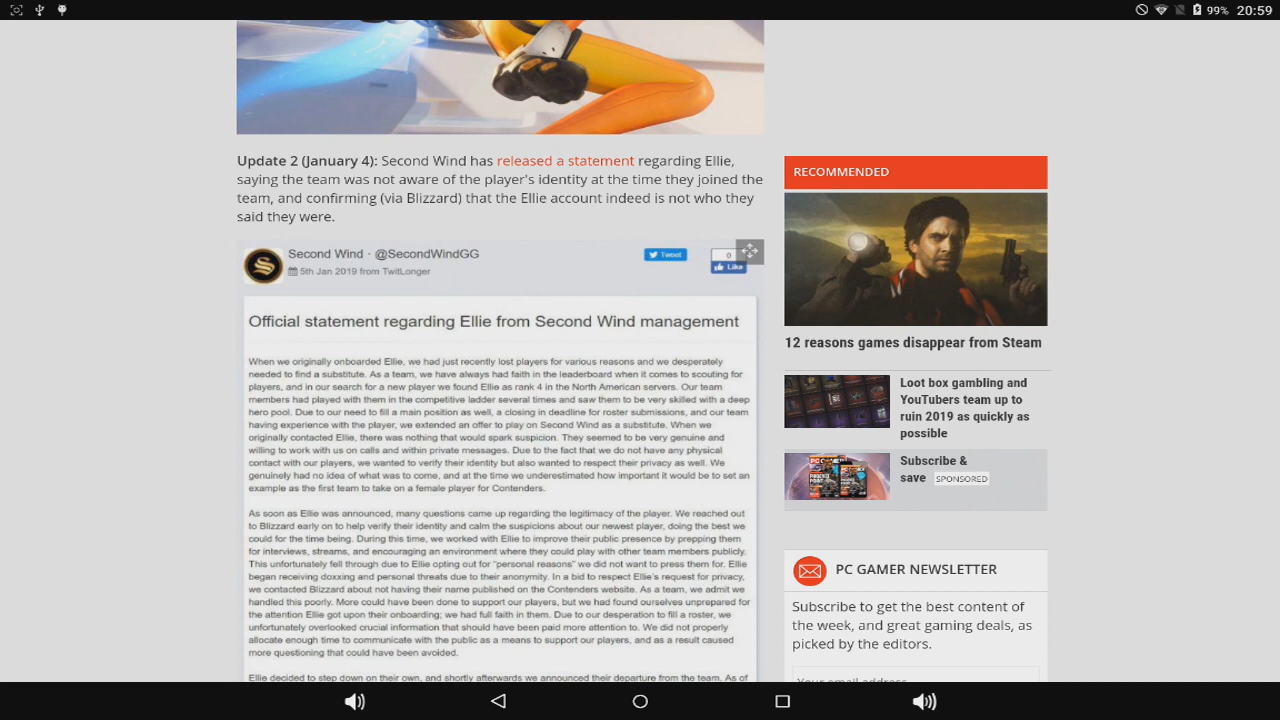 99% 20:59
Update 2 (January 4): Second Wind has released a statement regarding Ellie,
saying the team was not aware of the player's identity at the time they joined the
team, and confirming (via Blizzard) that the Ellie account indeed is not who they
said they were.
Second Wind · @SecondWindGG
5th Jan 2019 from TwitLonger
Tweet
0
Like
Official statement regarding Ellie from Second Wind management
When we originally onboarded Ellie, we had just recently lost players for various reasons and we desperately
needed to find a substitute. As a team, we have always had faith in the leaderboard when it comes to scouting for
players, and in our search for a new player we found Ellie as rank 4 in the North American servers. Our team
members had played with them in the competitive ladder several times and saw them to be very skilled with a deep
hero pool. Due to our need to fill a main position as well, a closing in deadline for roster submissions, and our team
having experience with the player, we extended an offer to play on Second Wind as a substitute. When we
originally contacted Ellie, there was nothing that would spark suspicion. They seemed to be very genuine and
willing to work with us on calls and within private messages. Due to the fact that we do not have any physical
contact with our players, we wanted to verify their identity but also wanted to respect their privacy as well. We
genuinely had no idea of what was to come, and at the time we underestimated how important it would be to set an
example as the first team to take on a female player for Contenders.
As soon as Ellie was announced, many questions came up regarding the legitimacy of the player. We reached out
to Blizzard early on to help verify their identity and calm the suspicions about our newest player, doing the best we
could for the time being. During this time, we worked with Ellie to improve their public presence by prepping them
for interviews, streams, and encouraging an environment where they could play with other team members publicly.
This unfortunately fell through due to Ellie opting out for "personal reasons" we did not want to press them for. Ellie
began receiving doxxing and personal threats due to their anonymity. In a bid to respect Ellie's request for privacy,
we contacted Blizzard about not having their name published on the Contenders website. As a team, we admit we
handled this poorly. More could have been done to support our players, but we had found ourselves unprepared for
the attention Ellie got upon their onboarding; we had full faith in them. Due to our desperation to fill a roster, we
unfortunately overlooked crucial information that should have been paid more attention to. We did not properly
allocate enough time to communicate with the public as a means to support our players, and as a result caused
more questioning that could have been avoided.
Ellie decided to step down on their own, and shortly afterwards we announced their departure from the team. As of
RECOMMENDED
12 reasons games disappear from Steam
Loot box gambling and
YouTubers team up to
ruin 2019 as quickly as
possible
Subscribe &
save SPONSORED
PC GAMER NEWSLETTER
Subscribe to get the best content of
the week, and great gaming deals, as
picked by the editors.
Your email address